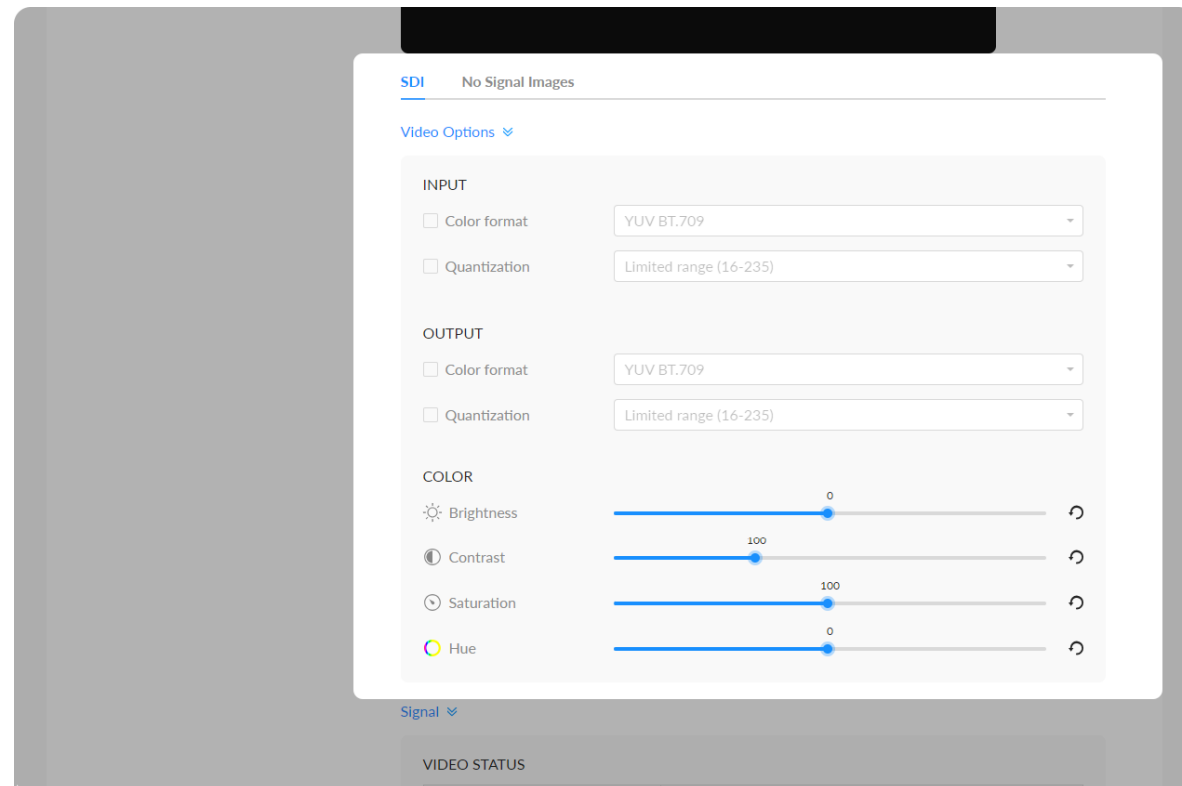 SDI No Signal Images
Video Options
INPUT
Color format YUV BT.709
Quantization Limited range (16-235)
OUTPUT
Color format YUV BT.709
Quantization Limited range (16-235)
COLOR
0
Brightness
100
Contrast
100
Saturation
0
Hue
Signal
VIDEO STATUS